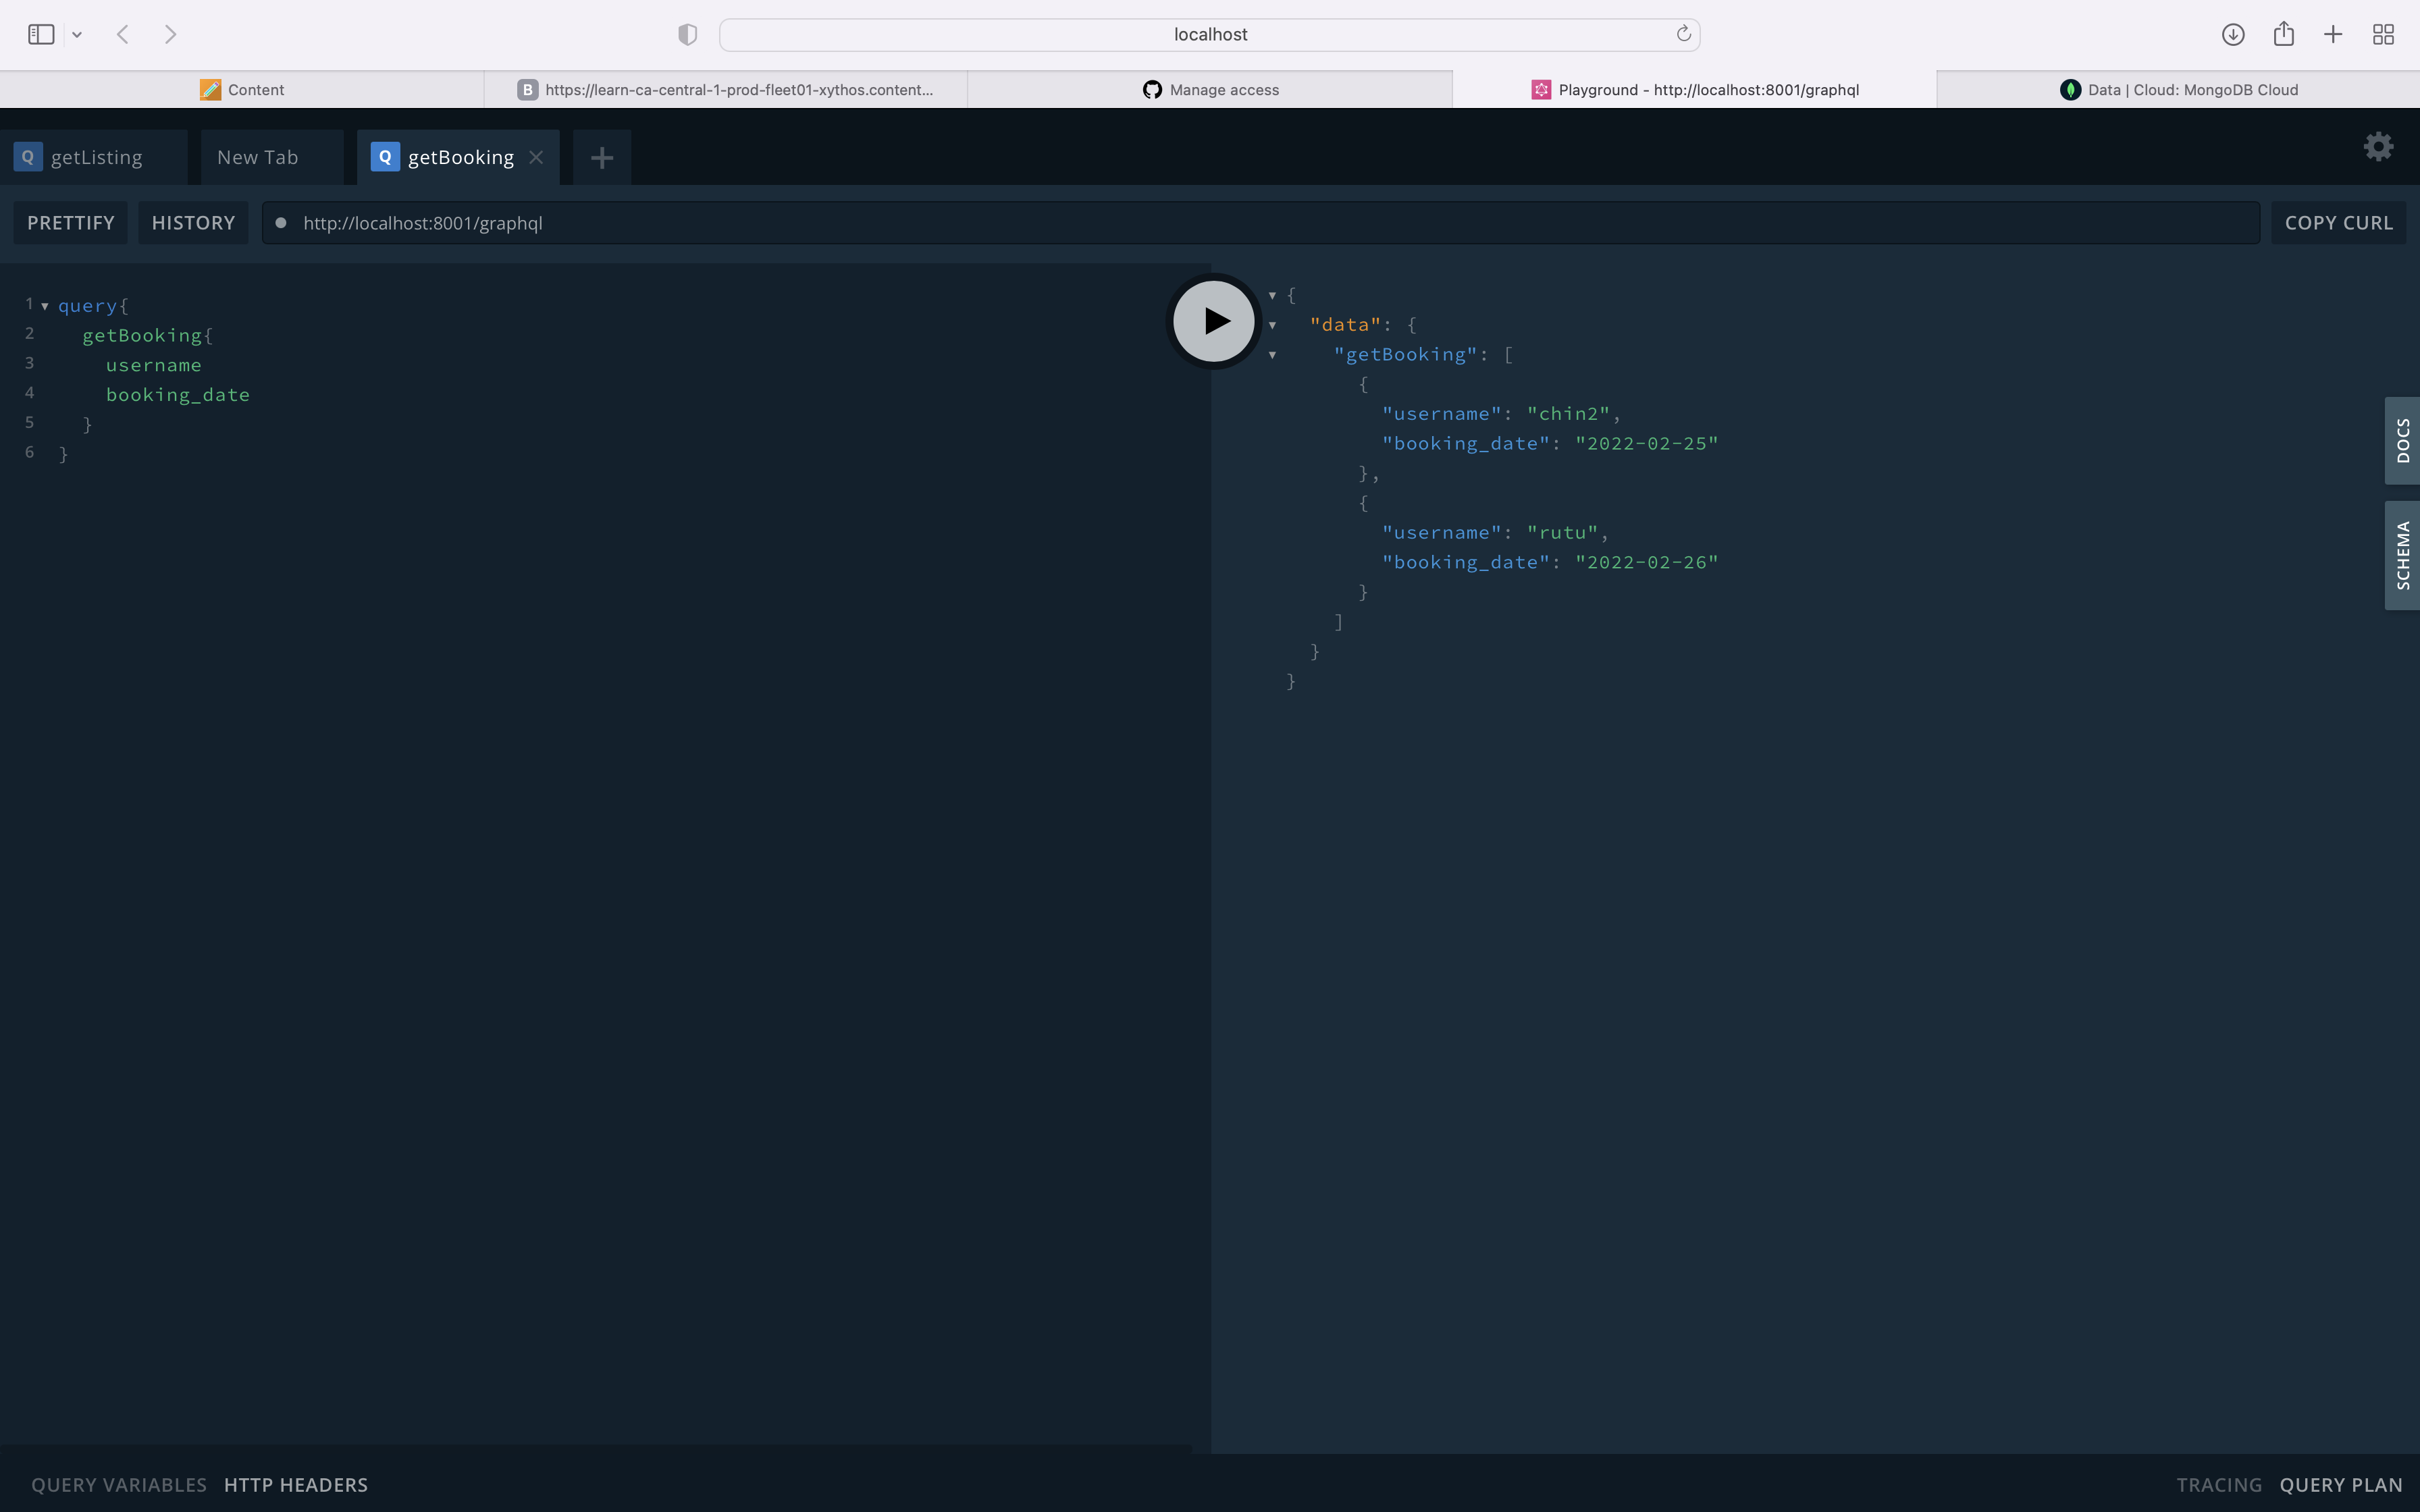 localhost
Content
B https://learn-ca-central-1-prod-fleet01-xythos.content...
Manage access
Playground - http://localhost:8001/graphql
Data | Cloud: MongoDB Cloud
Q getListing
New Tab
Q getBooking
PRETTIFY
HISTORY
http://localhost:8001/graphql
COPY CURL
1 query{
2 getBooking{
3 username
4 booking_date
5 }
6 }
{
"data": {
"getBooking": [
{
"username": "chin2",
"booking_date": "2022-02-25"
},
{
"username": "rutu",
"booking_date": "2022-02-26"
}
]
}
}
DOCS
SCHEMA
QUERY VARIABLES
HTTP HEADERS
TRACING
QUERY PLAN